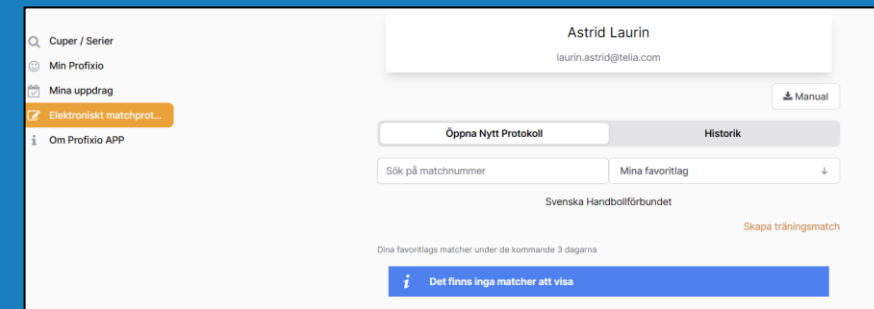 Cuper / Serier
Min Profixio
Mina uppdrag
Elektroniskt matchprot...
Om Profixio APP
Astrid Laurin
laurin.astrid@telia.com
Manual
Öppna Nytt Protokoll
Historik
Sök på matchnummer
Mina favoritlag
Svenska Handbollförbundet
Skapa träningsmatch
Dina favoritlags matcher under de kommande 3 dagarna
Det finns inga matcher att visa